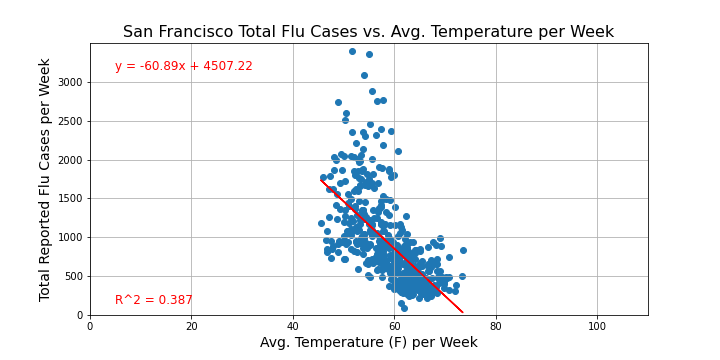 San Francisco Total Flu Cases vs. Avg. Temperature per Week
y = -60.89x + 4507.22
R^2 = 0.387
Total Reported Flu Cases per Week
3000
2500
2000
1500
1000
500
0
0 20 40 60 80 100
Avg. Temperature (F) per Week